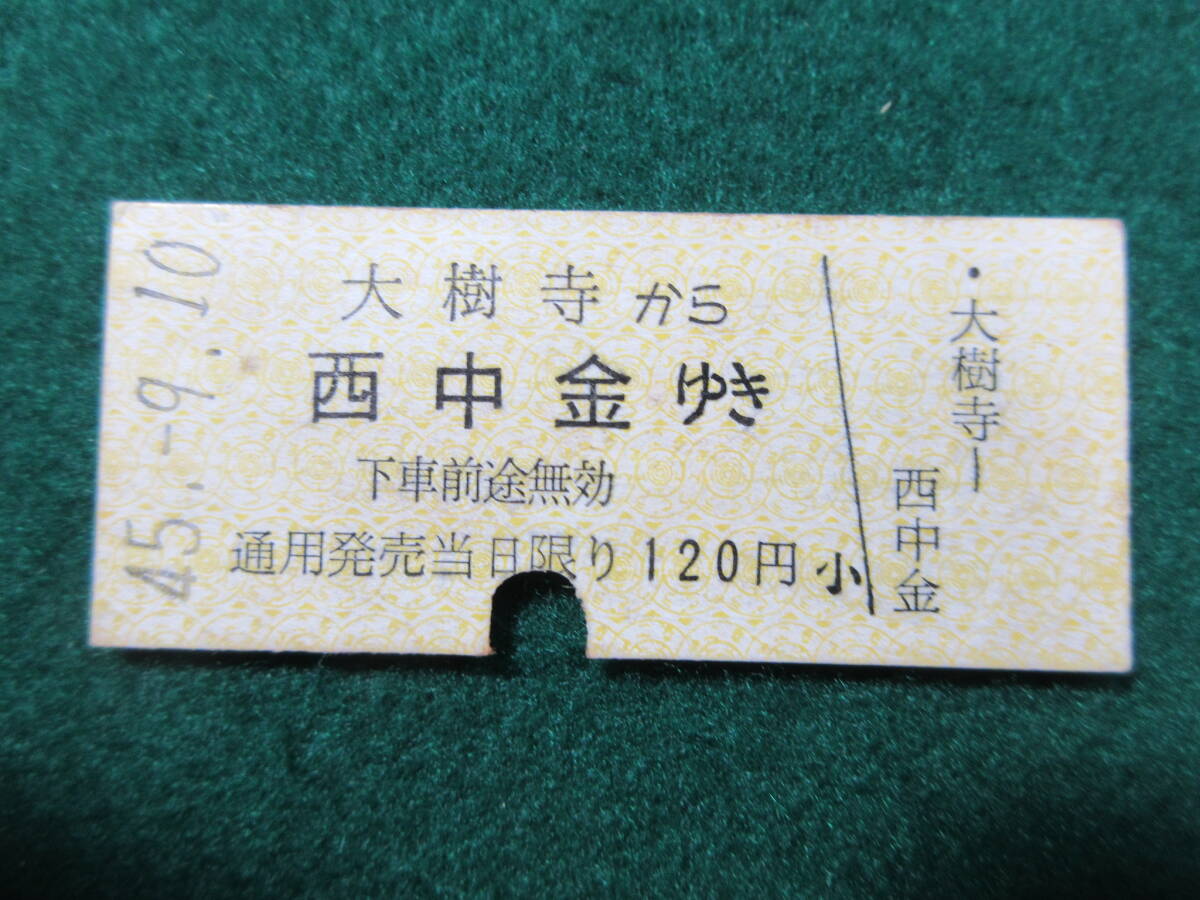 45.-9.10
大樹寺から
西中金ゆき
下車前途無効
通用発売当日限り120円 小
・大樹寺―
西中金